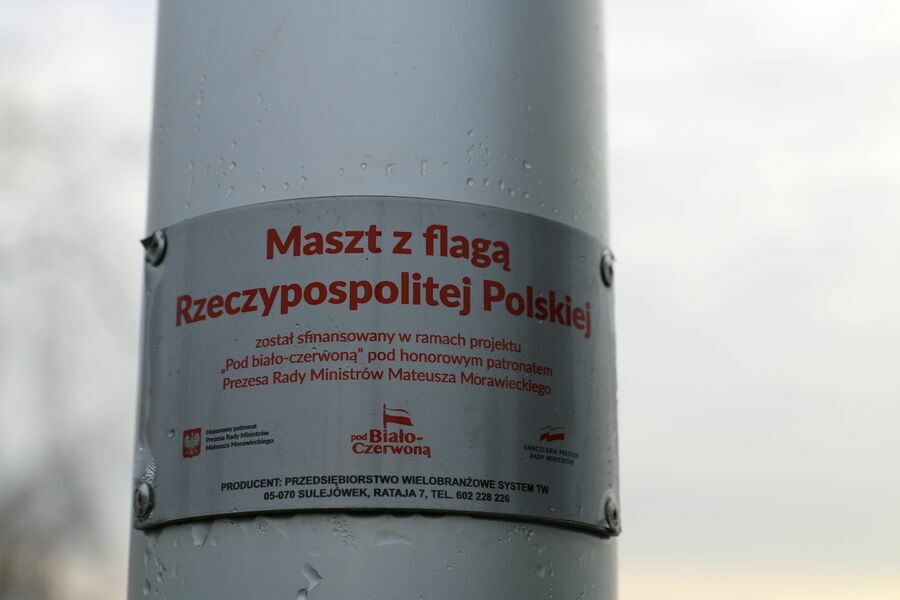 Maszt z flagą
Rzeczypospolitej Polskiej
został sfinansowany w ramach projektu
„Pod biało-czerwoną” pod honorowym patronatem
Prezesa Rady Ministrów Mateusza Morawieckiego
Honorowy patronat
Prezesa Rady Ministrów
Mateusza Morawieckiego
pod Biało-
Czerwoną
KANCELARIA PREZESA
RADY MINISTRÓW
PRODUCENT: PRZEDSIĘBIORSTWO WIELOBRANŻOWE SYSTEM TW
05-070 SULEJÓWEK, RATAJA 7, TEL. 602 228 226